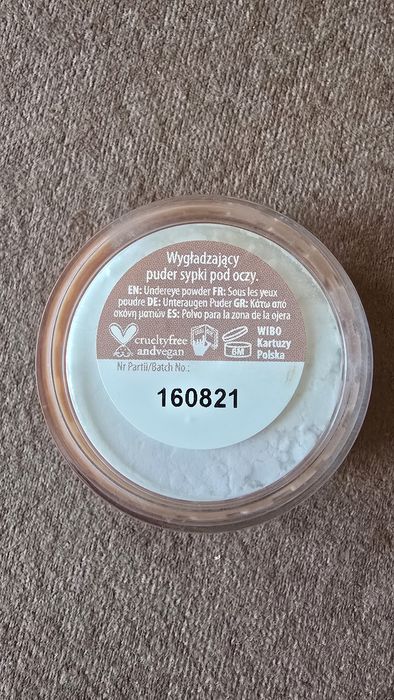 Wygładzający
puder sypki pod oczy.
EN: Undereye powder FR: Sous les yeux
poudre DE: Unteraugen Puder GR: Κάτω από
σκόνη ματιών ES: Polvo para la zona de la ojera
crueltyfree
andvegan
6M
WIBO
Kartuzy
Polska
Nr Partii/Batch No.:
160821